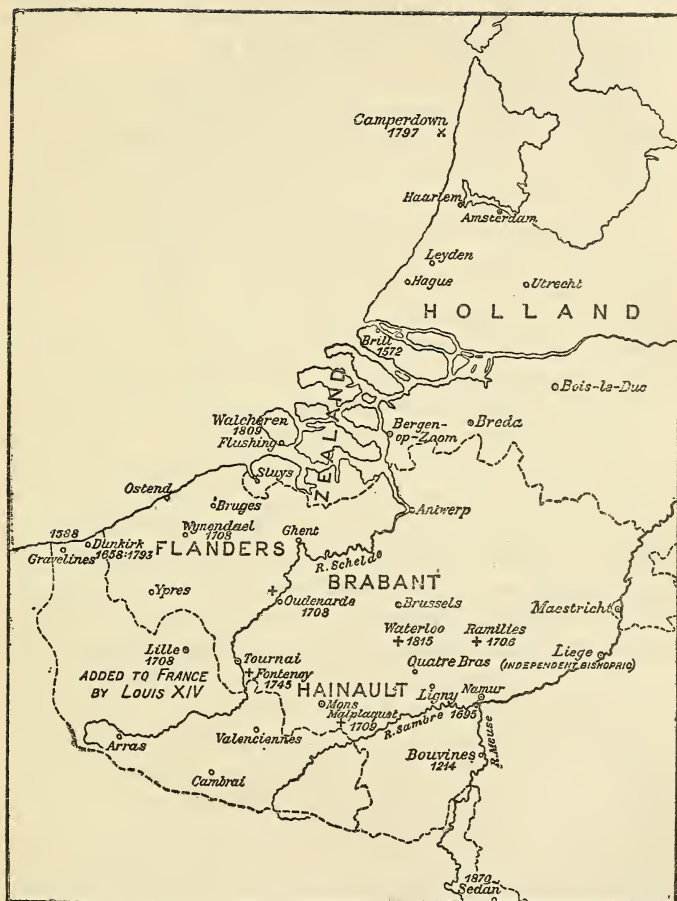 Camperdown
1797
Haarlem
Amsterdam
Leyden
Hague
Utrecht
HOLLAND
Brill
1572
Bois-le-Duc
ZEALAND
Walcheren
1809
Flushing
Bergen-
op-Zoom
Breda
Sluys
Ostend
Bruges
Antwerp
Wynendael
1708
Ghent
1588
Dunkirk
1658:1793
Gravelines
FLANDERS
R. Schelde
BRABANT
Ypres
Oudenarde
1708
Brussels
Maestricht
Waterloo
1815
Ramilies
1706
Lille
1708
Tournai
Quatre Bras
Liege
(INDEPENDENT BISHOPRIC)
ADDED TO FRANCE
BY LOUIS XIV
Fontenoy
1745
HAINAULT
Ligny
Namur
1695
Mons
Malplaquet
1709
R. Sambre
R. Meuse
Arras
Valenciennes
Bouvines
1214
Cambrai
1870
Sedan